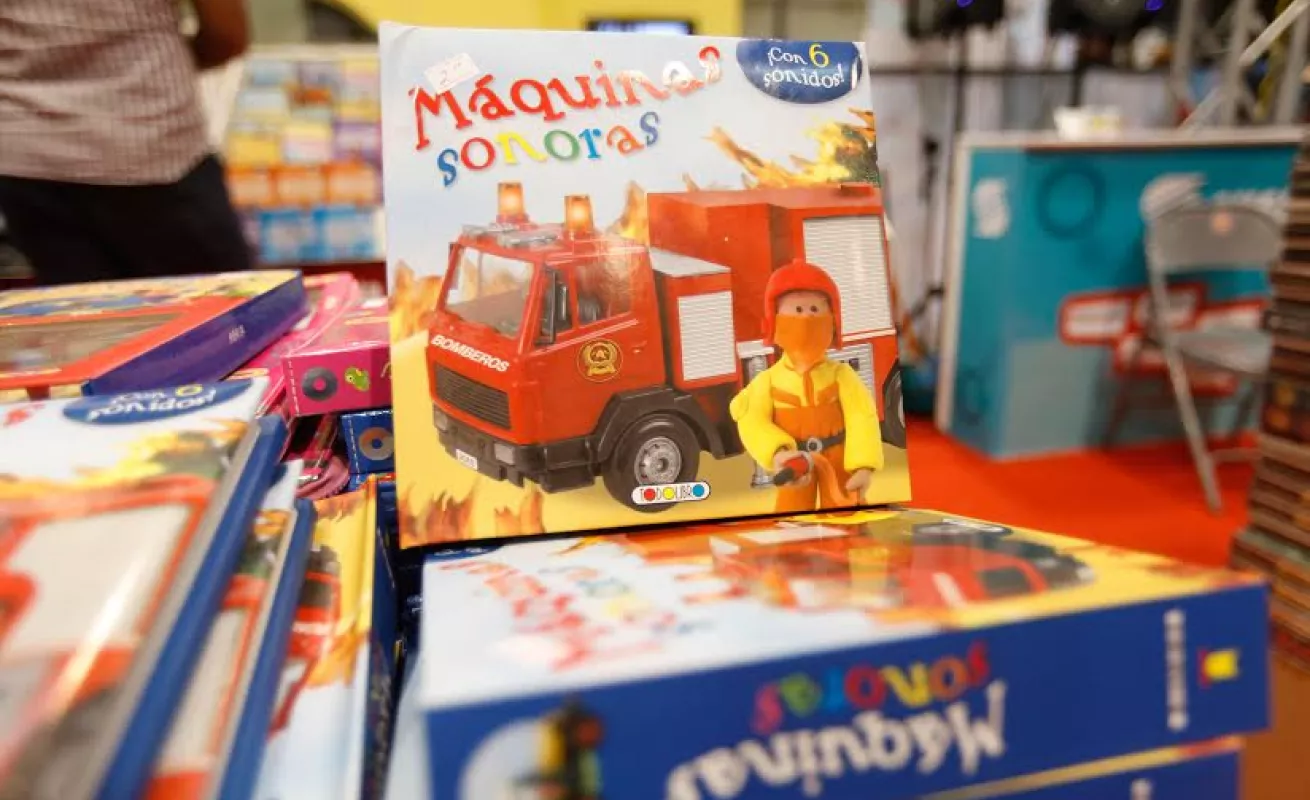 ¡Con 6
sonidos!
Máquinas
sonoras
BOMBEROS
TODOLIBRO
¡Con 6
sonidos!
Máquinas
sonoras